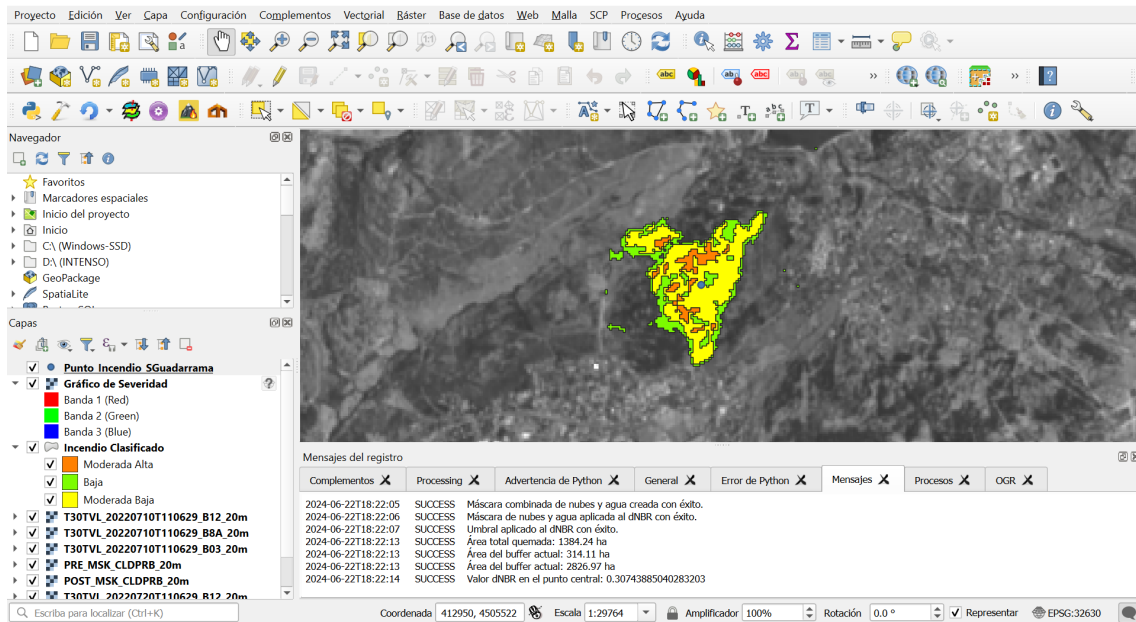 Proyecto Edición Ver Capa Configuración Complementos Vectorial Ráster Base de datos Web Malla SCP Procesos Ayuda
abc abc abc
Navegador
Favoritos
Marcadores espaciales
Inicio del proyecto
Inicio
C:\ (Windows-SSD)
D:\ (INTENSO)
GeoPackage
SpatiaLite
Capas
Punto Incendio SGuadarrama
Gráfico de Severidad
Banda 1 (Red)
Banda 2 (Green)
Banda 3 (Blue)
Incendio Clasificado
Moderada Alta
Baja
Moderada Baja
T30TVL_20220710T110629_B12_20m
T30TVL_20220710T110629_B8A_20m
T30TVL_20220710T110629_B03_20m
PRE_MSK_CLDPRB_20m
POST_MSK_CLDPRB_20m
T30TVL_20220720T110629_B12_20m
Mensajes del registro
Complementos Processing Advertencia de Python General Error de Python Mensajes Procesos OGR
2024-06-22T18:22:05 SUCCESS Máscara combinada de nubes y agua creada con éxito.
2024-06-22T18:22:06 SUCCESS Máscara de nubes y agua aplicada al dNBR con éxito.
2024-06-22T18:22:07 SUCCESS Umbral aplicado al dNBR con éxito.
2024-06-22T18:22:13 SUCCESS Área total quemada: 1384.24 ha
2024-06-22T18:22:13 SUCCESS Área del buffer actual: 314.11 ha
2024-06-22T18:22:13 SUCCESS Área del buffer actual: 2826.97 ha
2024-06-22T18:22:14 SUCCESS Valor dNBR en el punto central: 0.30743885040283203
Escriba para localizar (Ctrl+K) Coordenada 412950, 4505522 Escala 1:29764 Amplificador 100% Rotación 0.0 ° Representar EPSG:32630